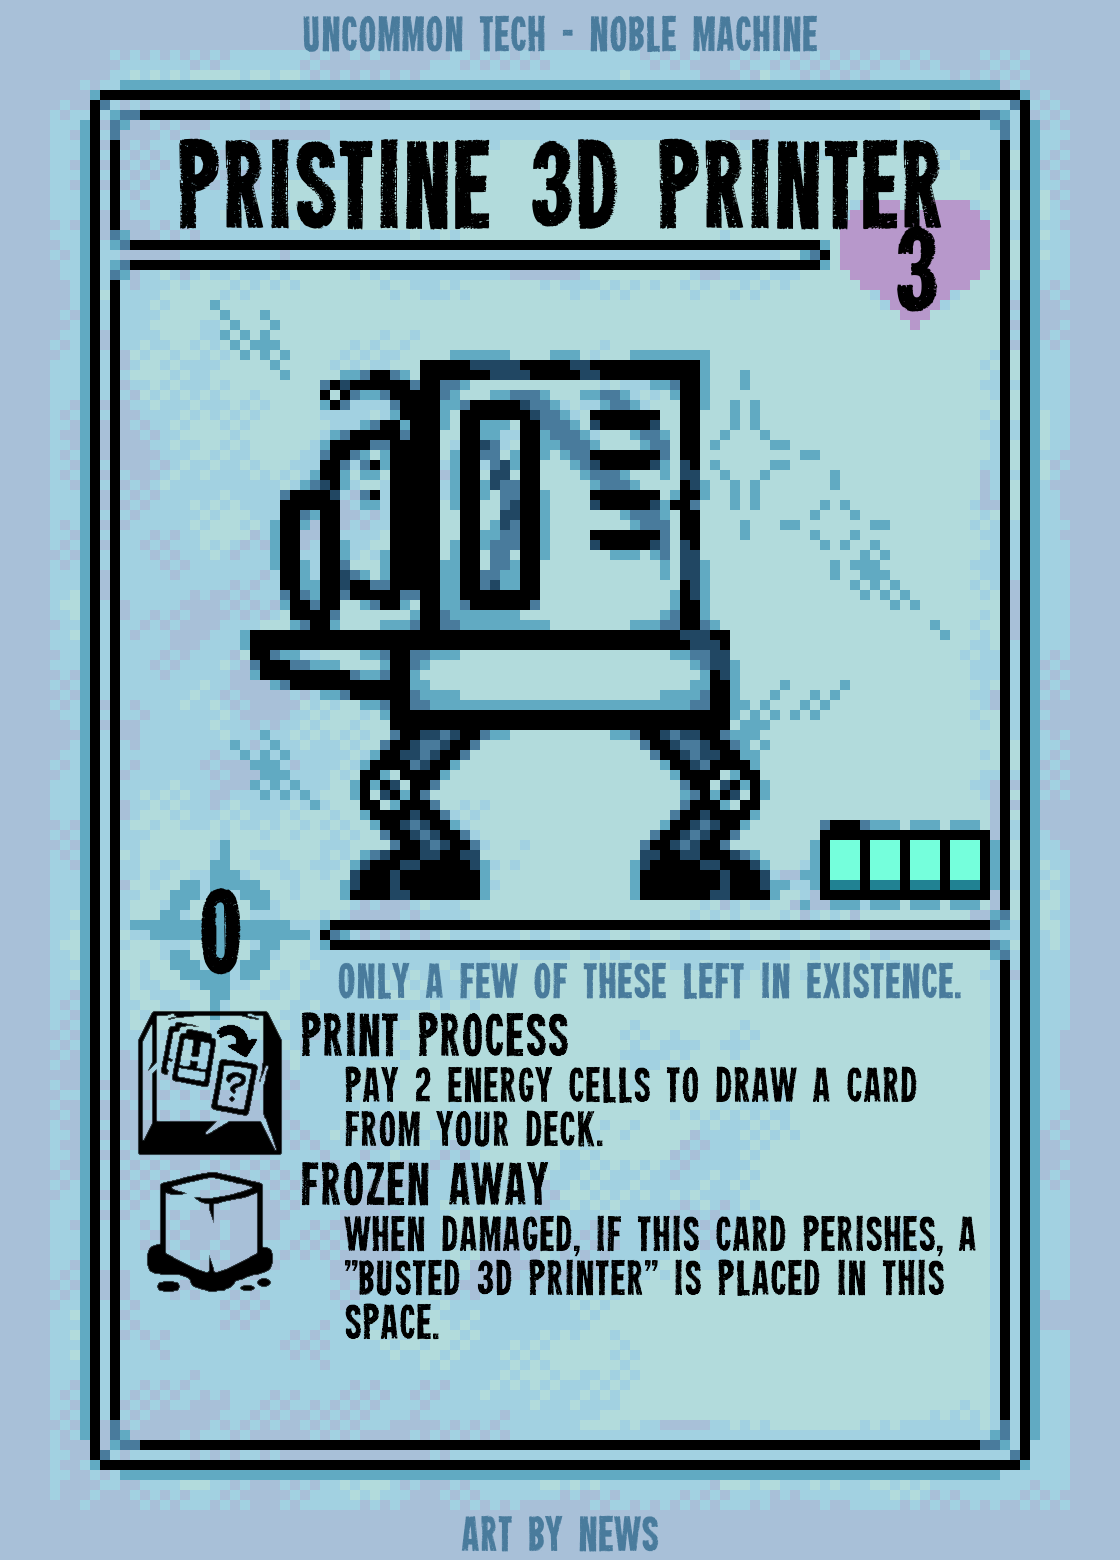 UNCOMMON TECH - NOBLE MACHINE
PRISTINE 3D PRINTER
3
0
ONLY A FEW OF THESE LEFT IN EXISTENCE.
PRINT PROCESS
PAY 2 ENERGY CELLS TO DRAW A CARD
FROM YOUR DECK.
?
FROZEN AWAY
WHEN DAMAGED, IF THIS CARD PERISHES, A
"BUSTED 3D PRINTER" IS PLACED IN THIS
SPACE.
ART BY NEWS